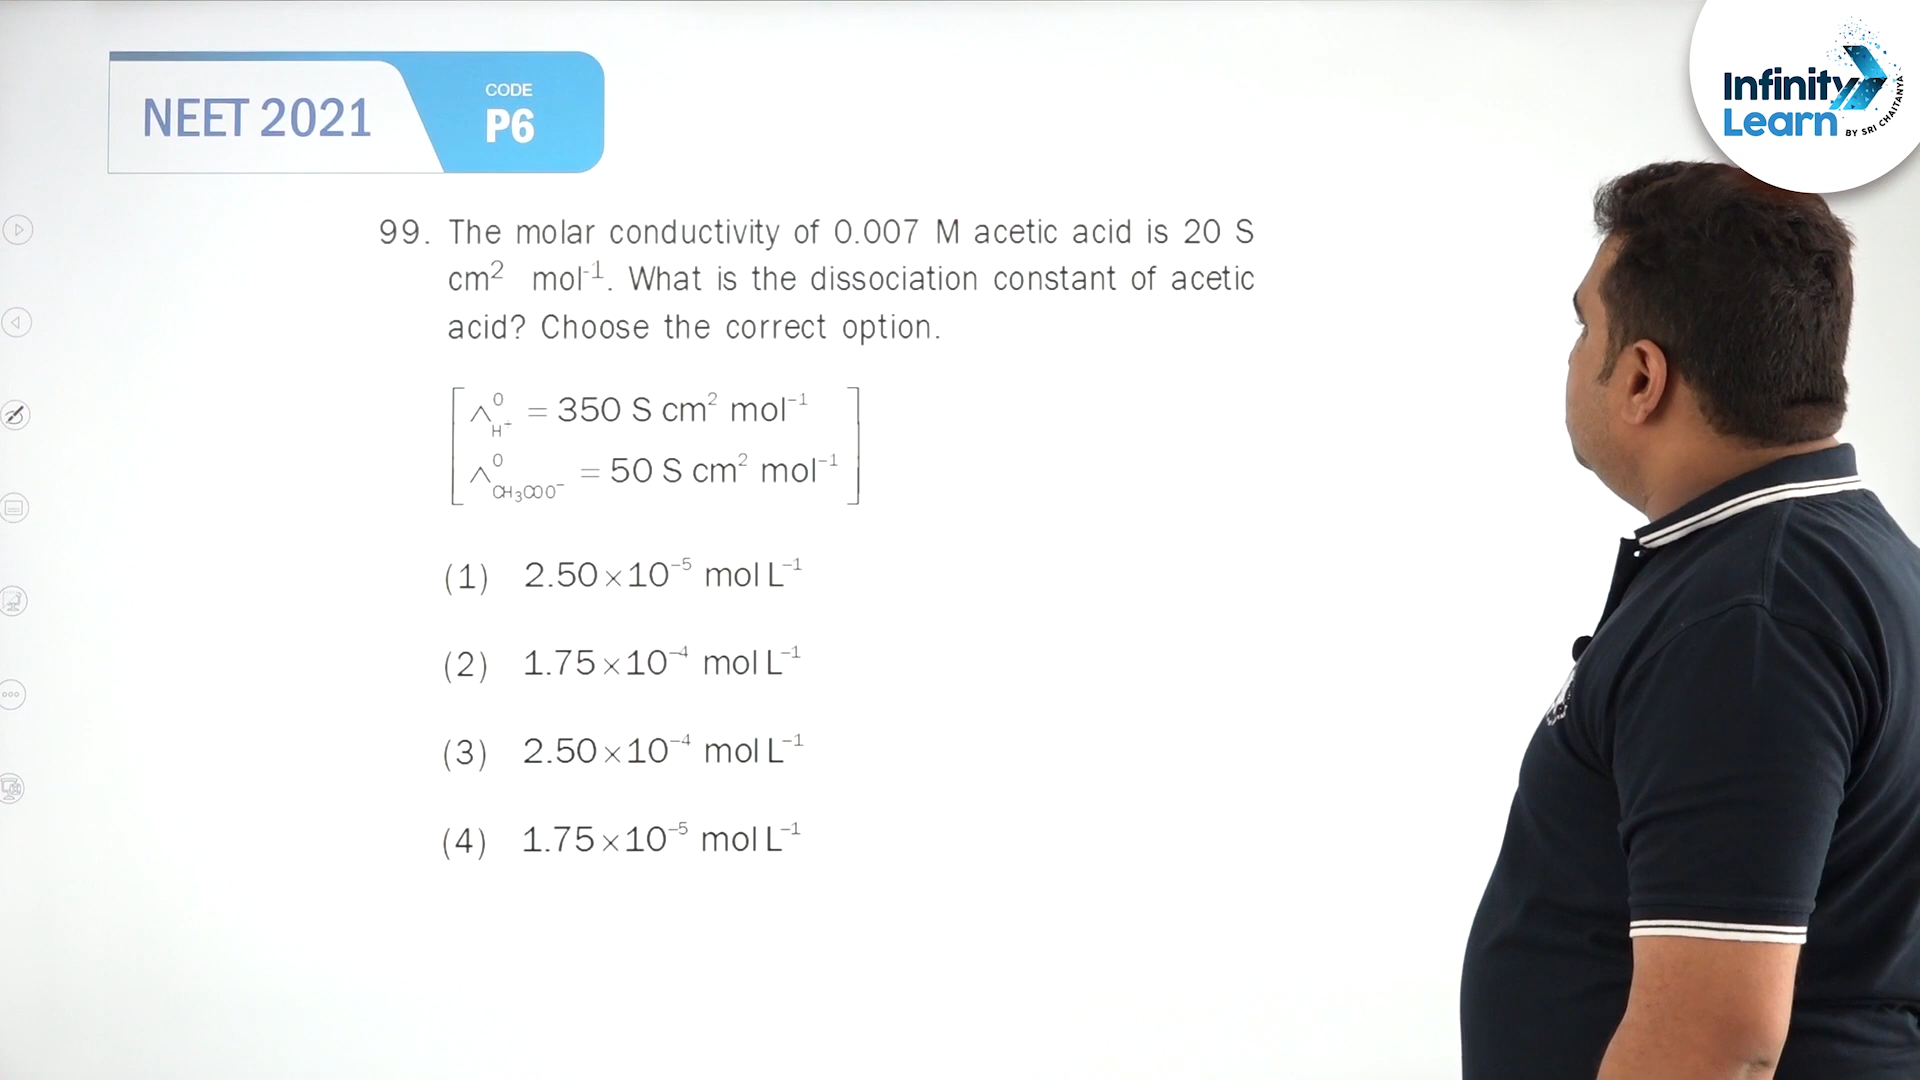 Infinity
Learn
BY SRI CHAITANYA
NEET 2021
CODE
P6
99. The molar conductivity of 0.007 M acetic acid is 20 S
cm² mol⁻¹. What is the dissociation constant of acetic
acid? Choose the correct option.
Λ⁰H⁺ = 350 S cm² mol⁻¹
Λ⁰CH₃COO⁻ = 50 S cm² mol⁻¹
(1) 2.50×10⁻⁵ mol L⁻¹
(2) 1.75×10⁻⁴ mol L⁻¹
(3) 2.50×10⁻⁴ mol L⁻¹
(4) 1.75×10⁻⁵ mol L⁻¹